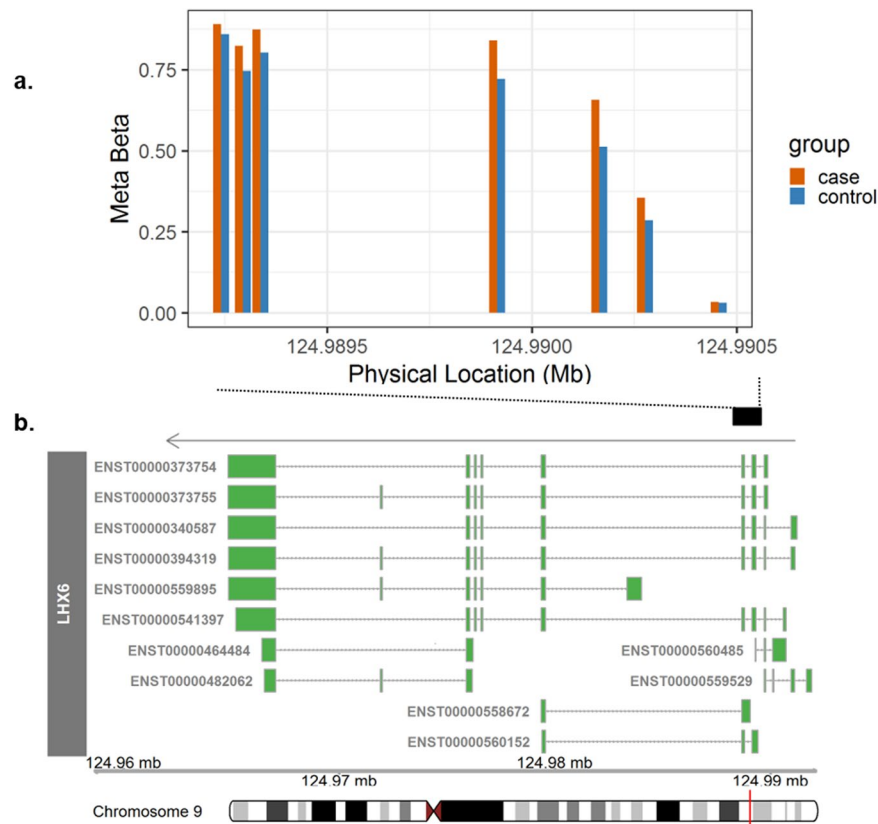 a.
Meta Beta
0.75
0.50
0.25
0.00
124.9895
124.9900
124.9905
Physical Location (Mb)
group
case
control
b.
LHX6
ENST00000373754
ENST00000373755
ENST00000340587
ENST00000394319
ENST00000559895
ENST00000541397
ENST00000464484
ENST00000560485
ENST00000482062
ENST00000559529
ENST00000558672
ENST00000560152
124.96 mb
124.97 mb
124.98 mb
124.99 mb
Chromosome 9